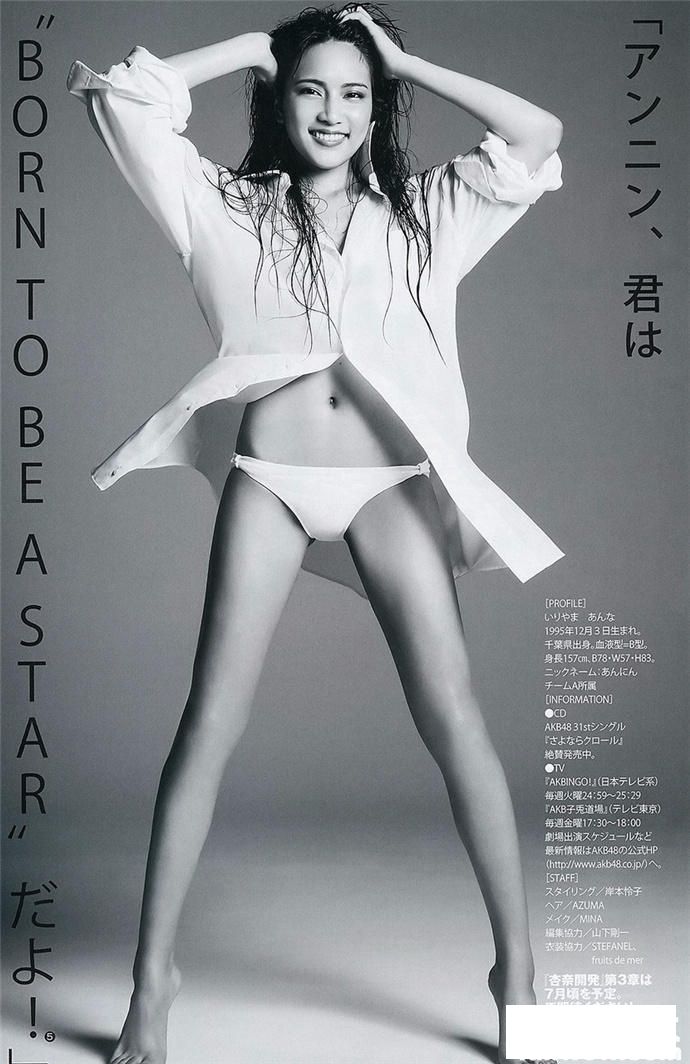 「アンニン、君は
"BORN TO BE A STAR"だよ！」
⑤
[PROFILE]
いりやま　あんな
1995年12月３日生まれ。
千葉県出身。血液型=B型。
身長157㎝、B78・W57・H83。
ニックネーム：あんにん
チームA所属
[INFORMATION]
●CD
AKB48 31stシングル
『さよならクロール』
絶賛発売中。
●TV
『AKBINGO!』（日本テレビ系）
毎週火曜24：59〜25：29
『AKB子兎道場』（テレビ東京）
毎週金曜17：30〜18：00
劇場出演スケジュールなど
最新情報はAKB48の公式HP
（http://www.akb48.co.jp/）へ。
[STAFF]
スタイリング／岸本怜子
ヘア／AZUMA
メイク／MINA
編集協力／山下剛一
衣装協力／STEFANEL、
fruits de mer
『杏奈開発』第３章は
７月頃を予定。